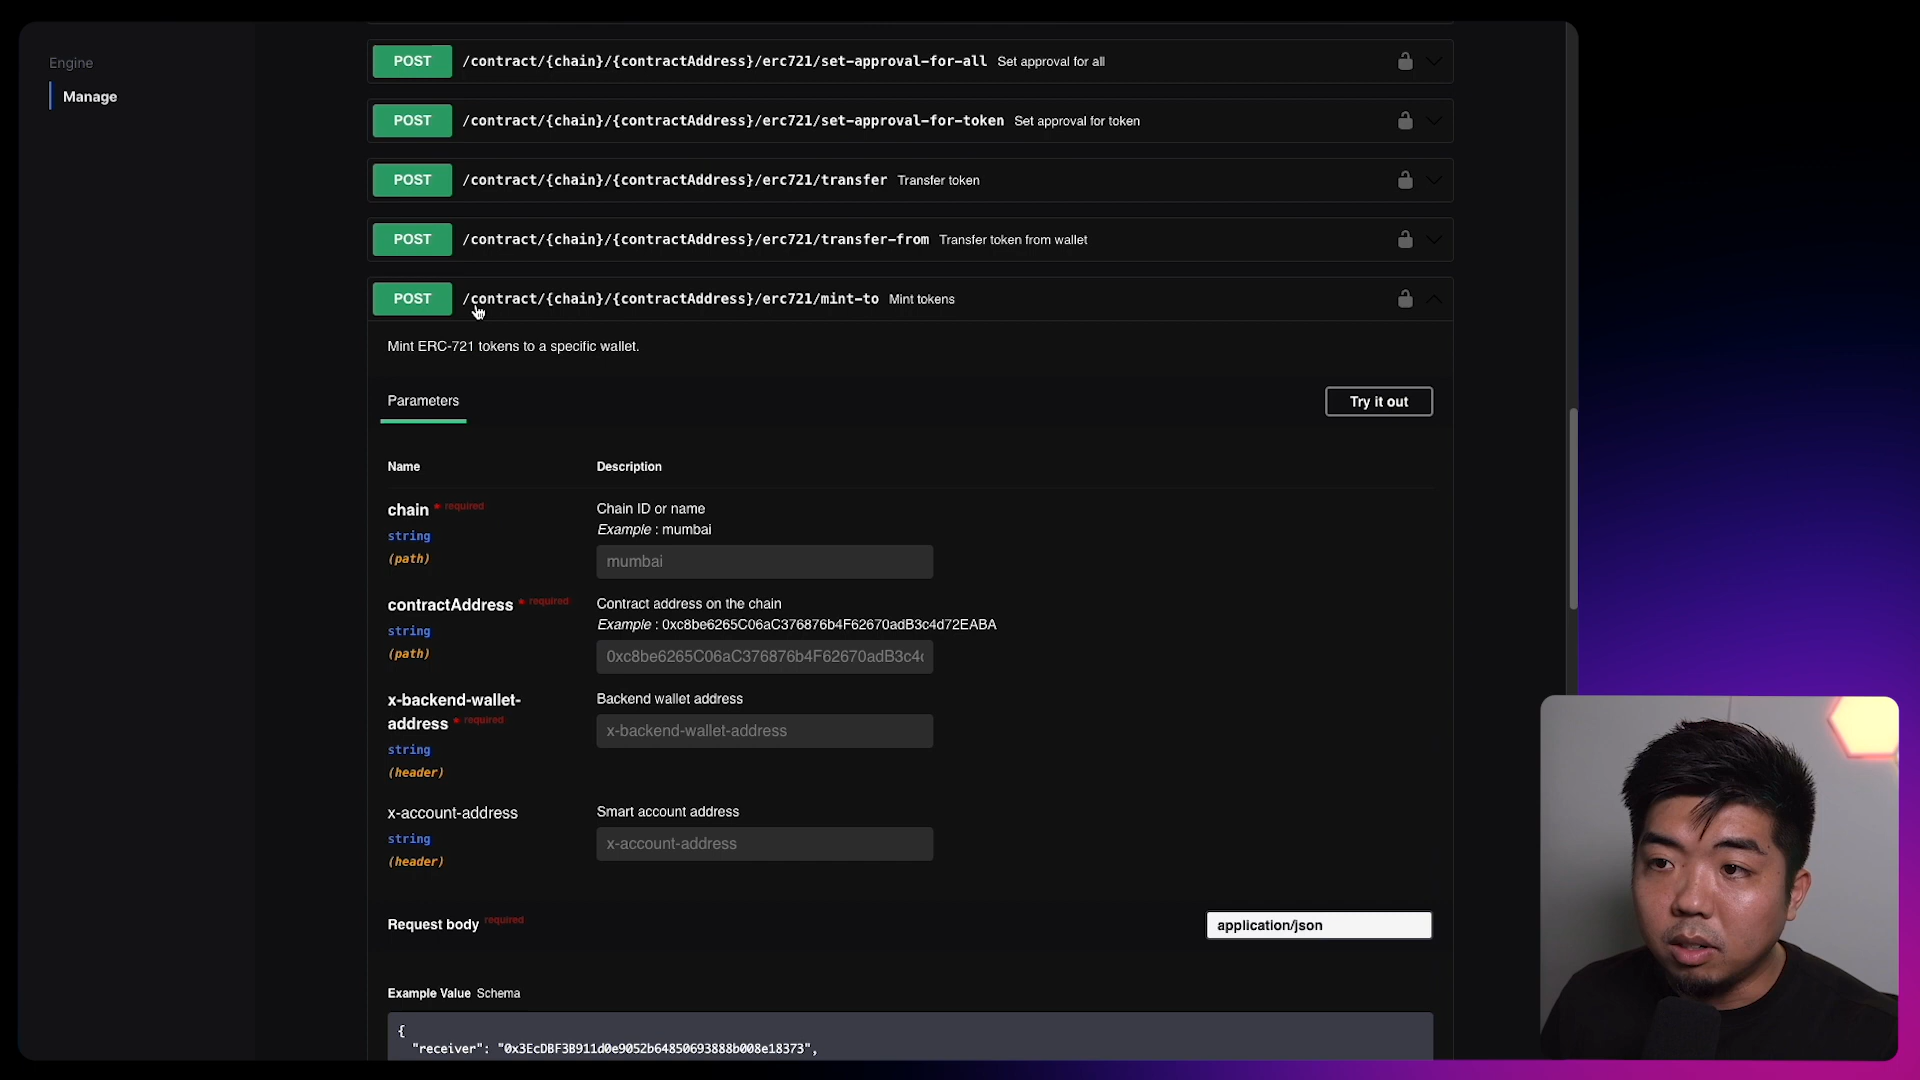 Engine
Manage
POST /contract/{chain}/{contractAddress}/erc721/set-approval-for-all Set approval for all
POST /contract/{chain}/{contractAddress}/erc721/set-approval-for-token Set approval for token
POST /contract/{chain}/{contractAddress}/erc721/transfer Transfer token
POST /contract/{chain}/{contractAddress}/erc721/transfer-from Transfer token from wallet
POST /contract/{chain}/{contractAddress}/erc721/mint-to Mint tokens
Mint ERC-721 tokens to a specific wallet.
Parameters
Try it out
Name Description
chain * required
string
(path)
Chain ID or name
Example : mumbai
mumbai
contractAddress * required
string
(path)
Contract address on the chain
Example : 0xc8be6265C06aC376876b4F62670adB3c4d72EABA
0xc8be6265C06aC376876b4F62670adB3c4
x-backend-wallet-
address * required
string
(header)
Backend wallet address
x-backend-wallet-address
x-account-address
string
(header)
Smart account address
x-account-address
Request body required
application/json
Example Value Schema
{
"receiver": "0x3EcDBF3B911d0e9052b64850693888b008e18373",